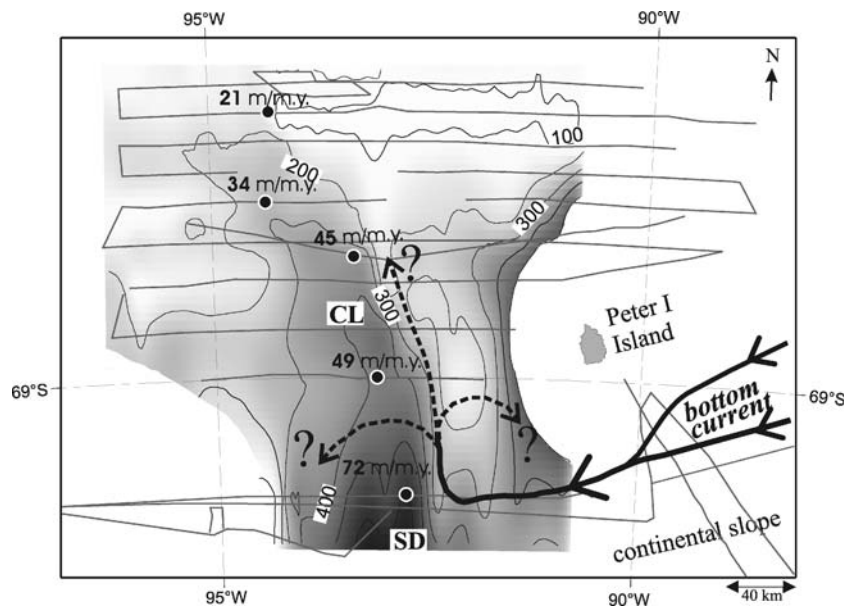 95°W
90°W
N
21 m/m.y.
100
200
34 m/m.y.
300
45 m/m.y.
?
CL
300
Peter I
Island
49 m/m.y.
69°S
69°S
bottom
current
?
?
72 m/m.y.
400
SD
continental slope
95°W
90°W
40 km